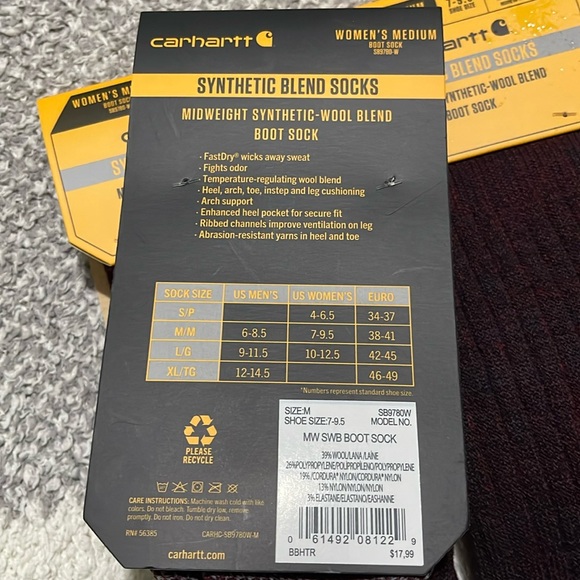 carhartt
WOMEN'S MEDIUM
BOOT SOCK
SB9780-W
SYNTHETIC BLEND SOCKS
MIDWEIGHT SYNTHETIC-WOOL BLEND
BOOT SOCK
· FastDry® wicks away sweat
· Fights odor
· Temperature-regulating wool blend
· Heel, arch, toe, instep and leg cushioning
· Arch support
· Enhanced heel pocket for secure fit
· Ribbed channels improve ventilation on leg
· Abrasion-resistant yarns in heel and toe
SOCK SIZE US MEN'S US WOMEN'S EURO
S/P 4-6.5 34-37
M/M 6-8.5 7-9.5 38-41
L/G 9-11.5 10-12.5 42-45
XL/TG 12-14.5 46-49
*Numbers represent standard shoe size.
PLEASE
RECYCLE
CARE INSTRUCTIONS: Machine wash cold with like
colors. Do not bleach. Tumble dry low, remove
promptly. Do not iron. Do not dry clean.
RN# 56385 CARHC-SB9780W-M
carhartt.com
SIZE:M SB9780W
SHOE SIZE:7-9.5 MODEL NO.
MW SWB BOOT SOCK
39% WOOL/LANA/LAINE
26%POLYPROPYLENE/POLIPROPILENO/POLYPROPYLENE
19% CORDURA® NYLON/CORDURA® NYLON
13% NYLON/NYLON/NYLON
3% ELASTANE/ELASTANO/ÉASHANNE
0 61492 08122 9
BBHTR $17,99
WOMEN'S MEDIUM
BOOT SOCK
7-9.5
SHOE SIZE
artt
BLEND SOCKS
NTHETIC-WOOL BLEND
BOOT SOCK